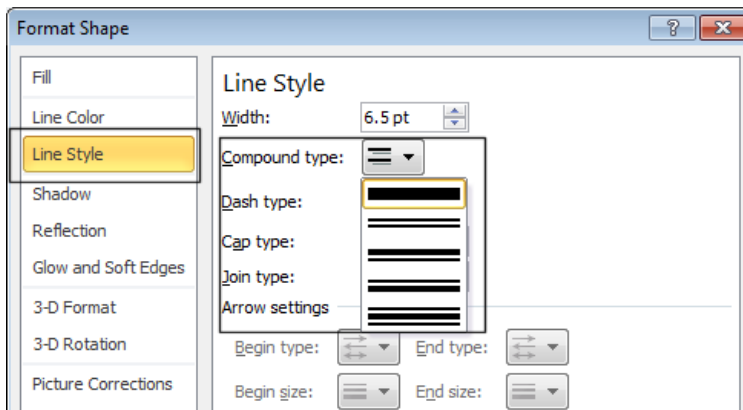 Format Shape
Fill
Line Color
Line Style
Shadow
Reflection
Glow and Soft Edges
3-D Format
3-D Rotation
Picture Corrections
Line Style
Width: 6.5 pt
Compound type:
Dash type:
Cap type:
Join type:
Arrow settings
Begin type: End type:
Begin size: End size: